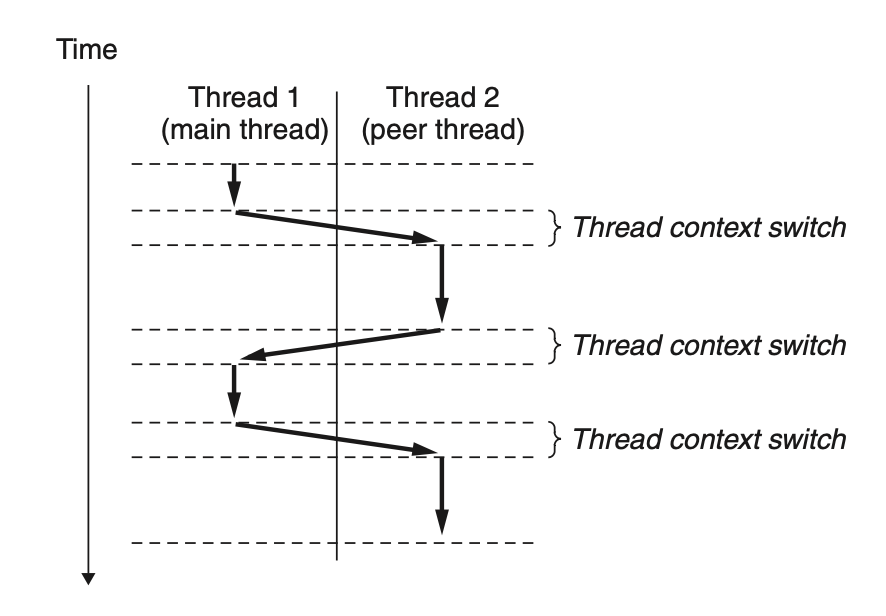 Time
Thread 1
(main thread)
Thread 2
(peer thread)
Thread context switch
Thread context switch
Thread context switch